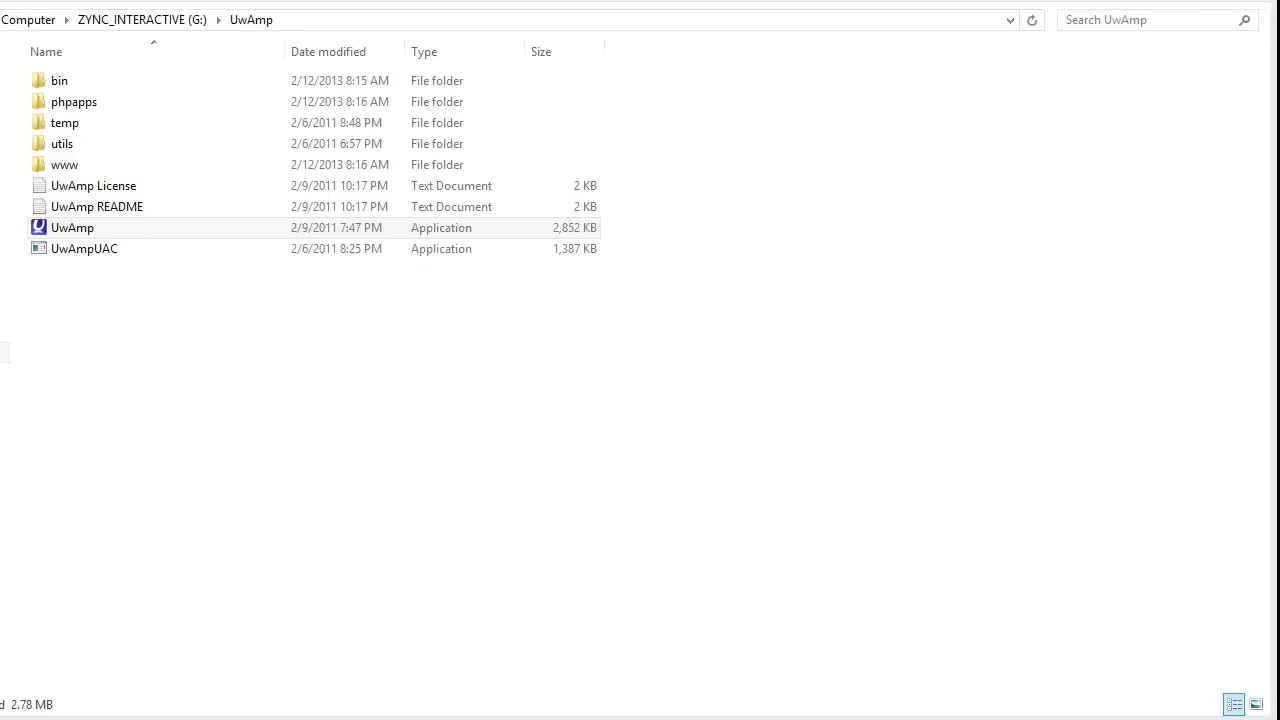 Computer ZYNC_INTERACTIVE (G:) UwAmp Search UwAmp
Name Date modified Type Size
bin 2/12/2013 8:15 AM File folder
phpapps 2/12/2013 8:16 AM File folder
temp 2/6/2011 8:48 PM File folder
utils 2/6/2011 6:57 PM File folder
www 2/12/2013 8:16 AM File folder
UwAmp License 2/9/2011 10:17 PM Text Document 2 KB
UwAmp README 2/9/2011 10:17 PM Text Document 2 KB
UwAmp 2/9/2011 7:47 PM Application 2,852 KB
UwAmpUAC 2/6/2011 8:25 PM Application 1,387 KB
d 2.78 MB